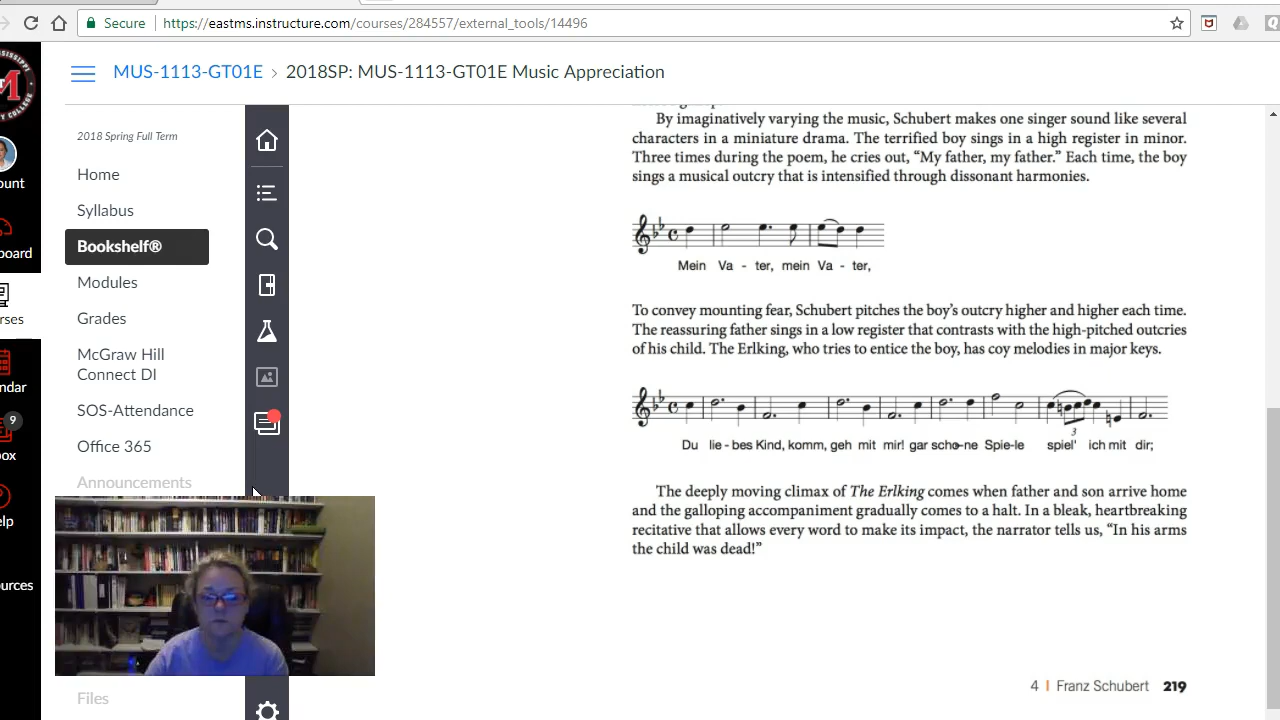 Secure
https://eastms.instructure.com/courses/284557/external_tools/14496
MUS-1113-GT01E › 2018SP: MUS-1113-GT01E Music Appreciation
2018 Spring Full Term
Home
Syllabus
Bookshelf®
Modules
Grades
McGraw Hill
Connect DI
SOS-Attendance
Office 365
Announcements
Files
M
ount
board
rses
ndar
9
box
elp
ources
By imaginatively varying the music, Schubert makes one singer sound like several
characters in a miniature drama. The terrified boy sings in a high register in minor.
Three times during the poem, he cries out, “My father, my father.” Each time, the boy
sings a musical outcry that is intensified through dissonant harmonies.
Mein Va - ter, mein Va - ter,
To convey mounting fear, Schubert pitches the boy’s outcry higher and higher each time.
The reassuring father sings in a low register that contrasts with the high-pitched outcries
of his child. The Erlking, who tries to entice the boy, has coy melodies in major keys.
3
Du lie - bes Kind, komm, geh mit mir! gar scho-ne Spie-le spiel' ich mit dir;
The deeply moving climax of The Erlking comes when father and son arrive home
and the galloping accompaniment gradually comes to a halt. In a bleak, heartbreaking
recitative that allows every word to make its impact, the narrator tells us, “In his arms
the child was dead!”
4 | Franz Schubert 219